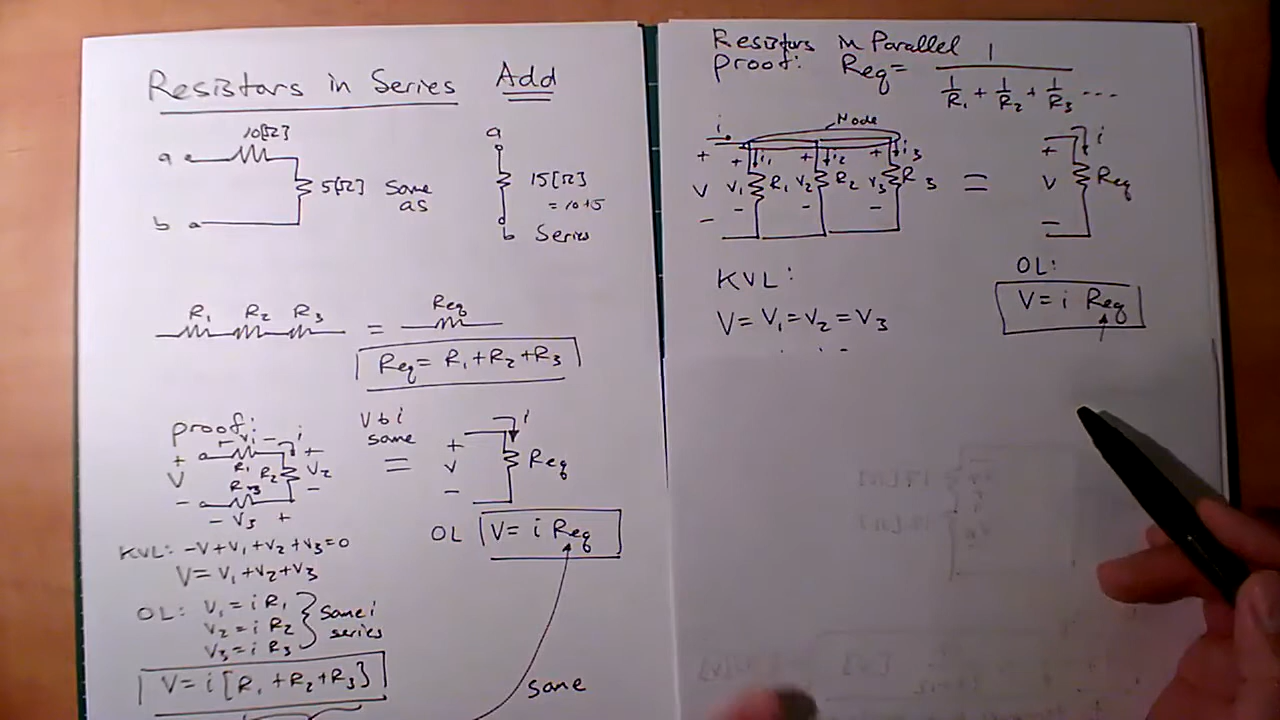 Resistors in Series Add
10[Ω]
a
5[Ω]
b
same
as
a
15[Ω]
= 10+5
b Series
R1 R2 R3 = Req
Req = R1+R2+R3
proof:
+ V1 - i
+ R1 +
V R2 V2
- R3 -
- V3 +
V & i
same
=
i
+
V Req
-
KVL: -V+V1+V2+V3=0
V= V1+V2+V3
OL V= i Req
OL: V1 = i R1
V2 = i R2
V3 = i R3
same i
series
V= i [R1+R2+R3]
same
Resistors in Parallel
proof: Req= 1 / (1/R1 + 1/R2 + 1/R3 ...
Node
i
+ + i1 + i2 + i3
V V1 R1 V2 R2 V3 R3 =
- - - -
i
+
V Req
-
KVL:
V= V1=V2=V3
OL:
V= i Req